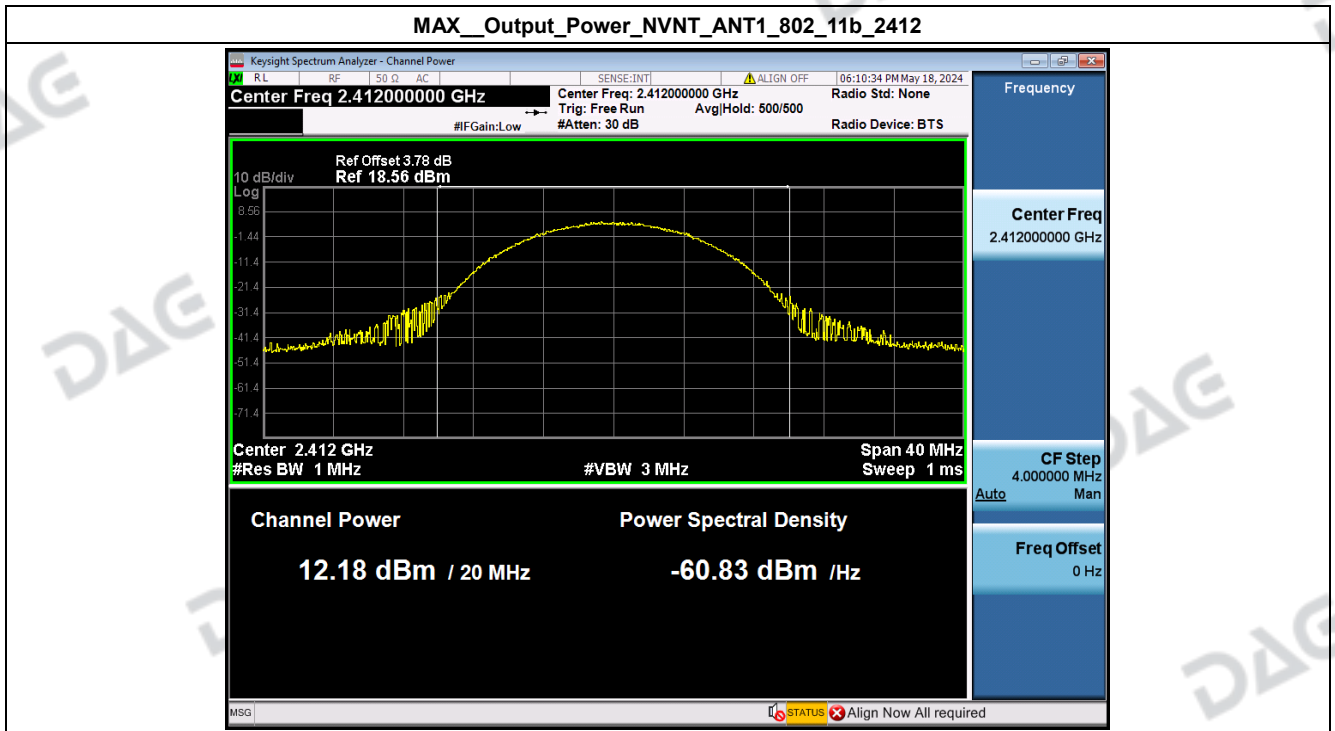 MAX__Output_Power_NVNT_ANT1_802_11b_2412
Keysight Spectrum Analyzer - Channel Power
LXI RL RF 50 Ω AC SENSE:INT ALIGN OFF 06:10:34 PM May 18, 2024
Center Freq 2.412000000 GHz
#IFGain:Low
Center Freq: 2.412000000 GHz
Trig: Free Run Avg|Hold: 500/500
#Atten: 30 dB
Radio Std: None
Radio Device: BTS
Ref Offset 3.78 dB
10 dB/div Ref 18.56 dBm
Log
8.56
-1.44
-11.4
-21.4
-31.4
-41.4
-51.4
-61.4
-71.4
Center 2.412 GHz Span 40 MHz
#Res BW 1 MHz #VBW 3 MHz Sweep 1 ms
Channel Power Power Spectral Density
12.18 dBm / 20 MHz -60.83 dBm /Hz
Frequency
Center Freq
2.412000000 GHz
CF Step
4.000000 MHz
Auto Man
Freq Offset
0 Hz
MSG STATUS Align Now All required
DAG
DAG
DAG